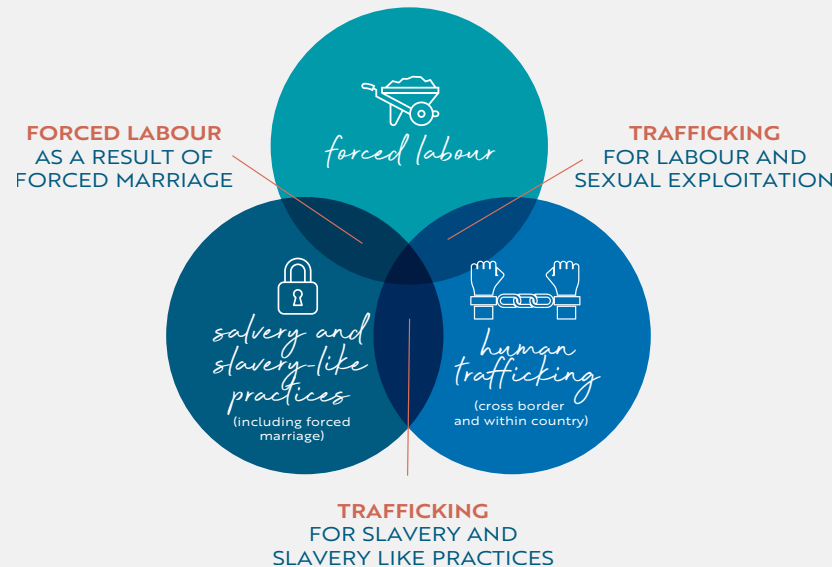 forced labour
FORCED LABOUR
AS A RESULT OF
FORCED MARRIAGE
TRAFFICKING
FOR LABOUR AND
SEXUAL EXPLOITATION
salvery and
slavery-like
practices
(including forced
marriage)
human
trafficking
(cross border
and within country)
TRAFFICKING
FOR SLAVERY AND
SLAVERY LIKE PRACTICES